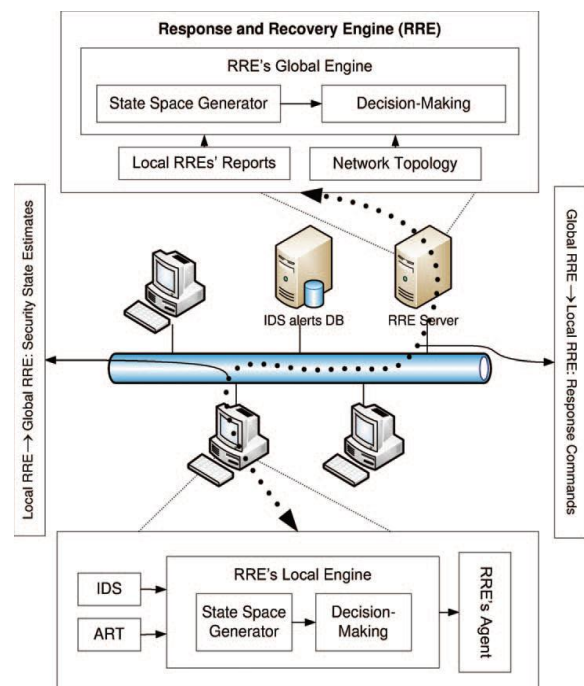 Response and Recovery Engine (RRE)
RRE's Global Engine
State Space Generator
Decision-Making
Local RREs' Reports
Network Topology
Local RRE → Global RRE: Security State Estimates
Global RRE → Local RRE: Response Commands
IDS alerts DB
RRE Server
RRE's Local Engine
IDS
ART
State Space
Generator
Decision-
Making
RRE's
Agent